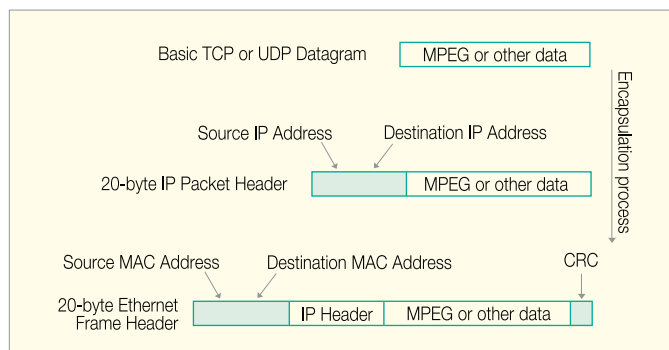 Basic TCP or UDP Datagram
MPEG or other data
Encapsulation process
Source IP Address
Destination IP Address
20-byte IP Packet Header
MPEG or other data
Source MAC Address
Destination MAC Address
CRC
20-byte Ethernet
Frame Header
IP Header
MPEG or other data